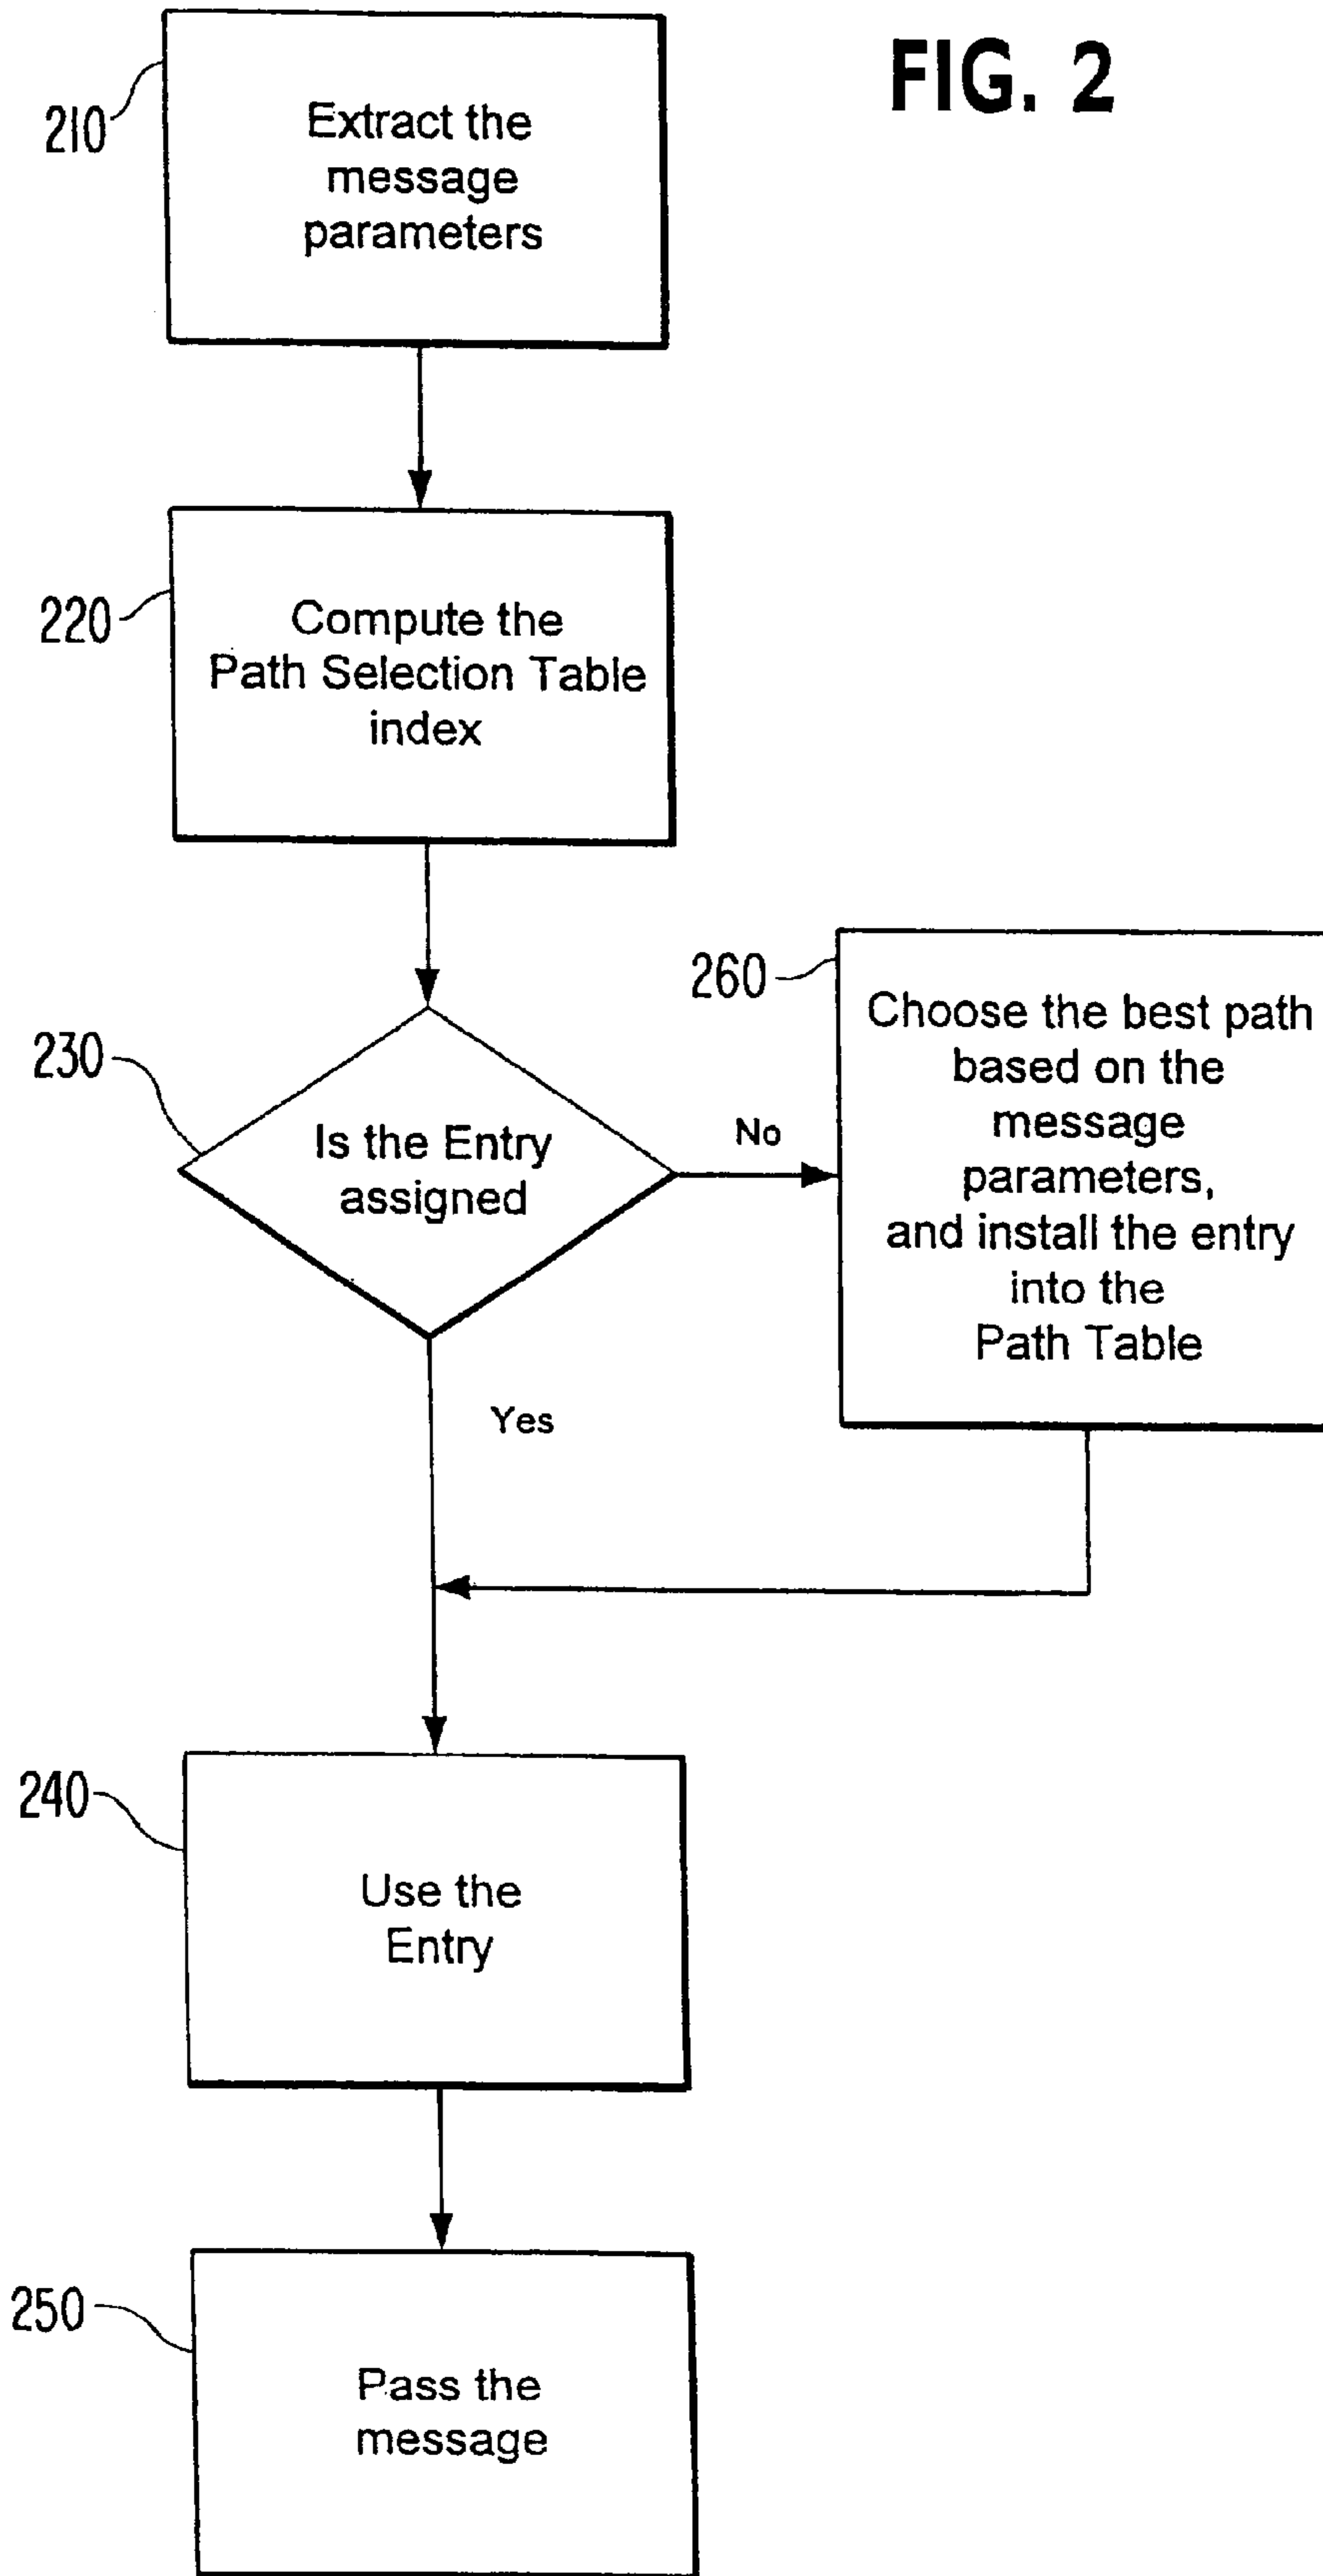 FIG. 2
210
Extract the
message
parameters
220
Compute the
Path Selection Table
index
230
Is the Entry
assigned
No
260
Choose the best path
based on the
message
parameters,
and install the entry
into the
Path Table
Yes
240
Use the
Entry
250
Pass the
message